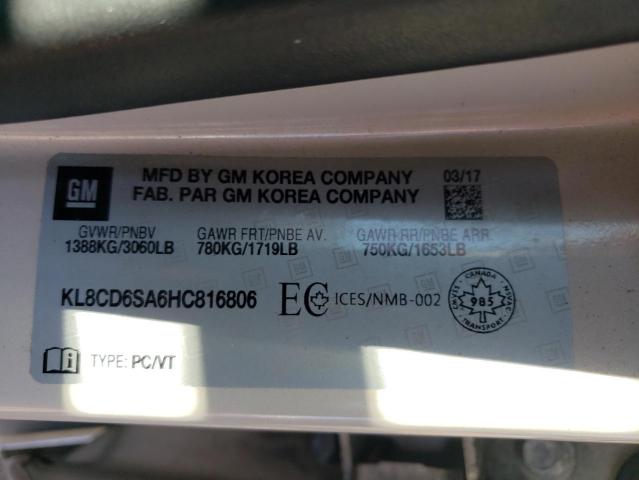 GM
MFD BY GM KOREA COMPANY
FAB. PAR GM KOREA COMPANY
03/17
GVWR/PNBV
1388KG/3060LB
GAWR FRT/PNBE AV.
780KG/1719LB
GAWR RR/PNBE ARR
750KG/1653LB
KL8CD6SA6HC816806
EC ICES/NMB-002
CANADA
985
TRANSPORT
TYPE: PC/VT